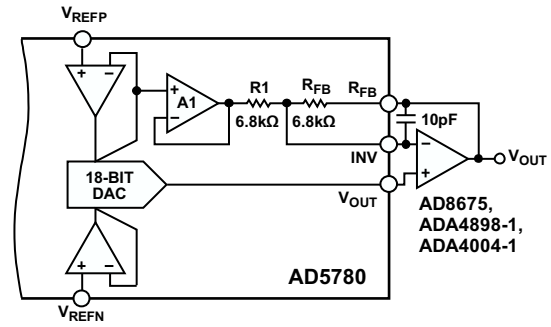 VREFP
+ −
+
A1
−
R1
6.8kΩ
RFB
6.8kΩ
RFB
10pF
INV
−
+
VOUT
18-BIT
DAC
VOUT
AD8675,
ADA4898-1,
ADA4004-1
+ −
AD5780
VREFN